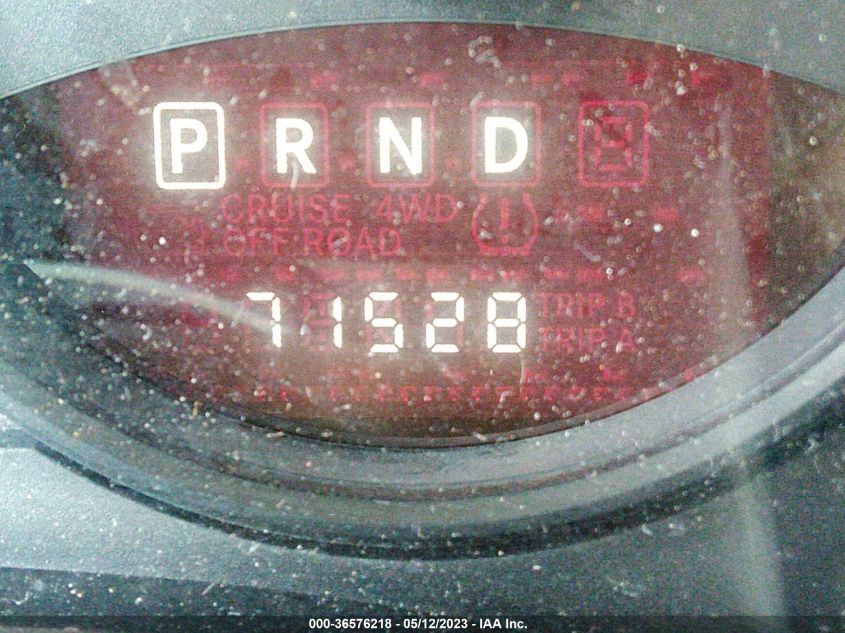 P R N D
CRUISE 4WD
OFF ROAD
71528 TRIP B
TRIP A
000-36576218 - 05/12/2023 - IAA Inc.